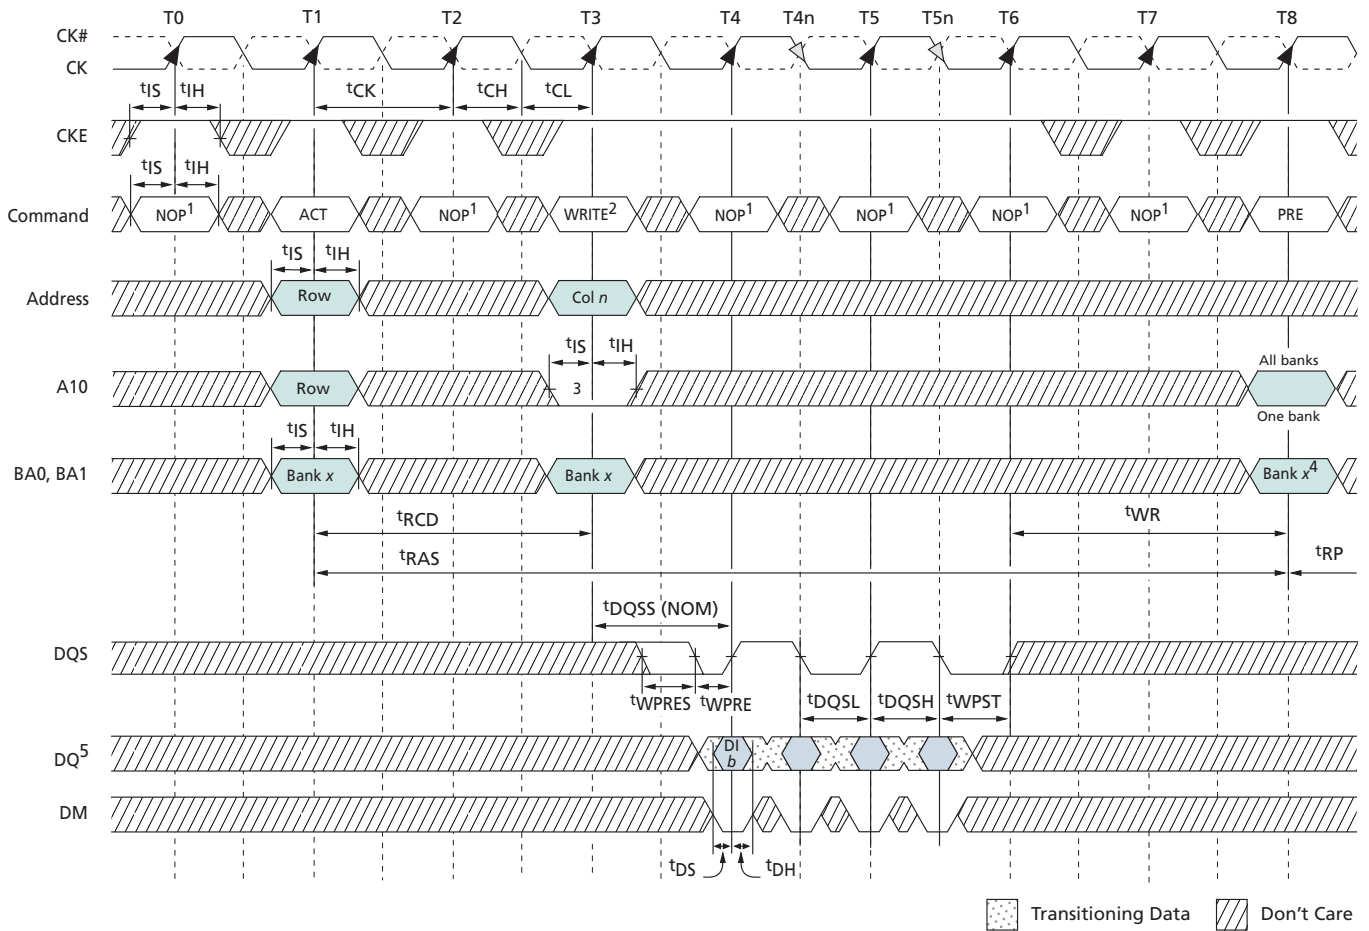 T0 T1 T2 T3 T4 T4n T5 T5n T6 T7 T8
CK#
CK
tIS tIH tCK tCH tCL
CKE
tIS tIH
Command NOP1 ACT NOP1 WRITE2 NOP1 NOP1 NOP1 NOP1 PRE
tIS tIH
Address Row Col n
tIS tIH
All banks
A10 Row 3
One bank
tIS tIH
BA0, BA1 Bank x Bank x Bank x4
tRCD tWR
tRAS tRP
tDQSS (NOM)
DQS
tWPRES tWPRE tDQSL tDQSH tWPST
DQ5 DI
b
DM
tDS tDH
Transitioning Data Don't Care